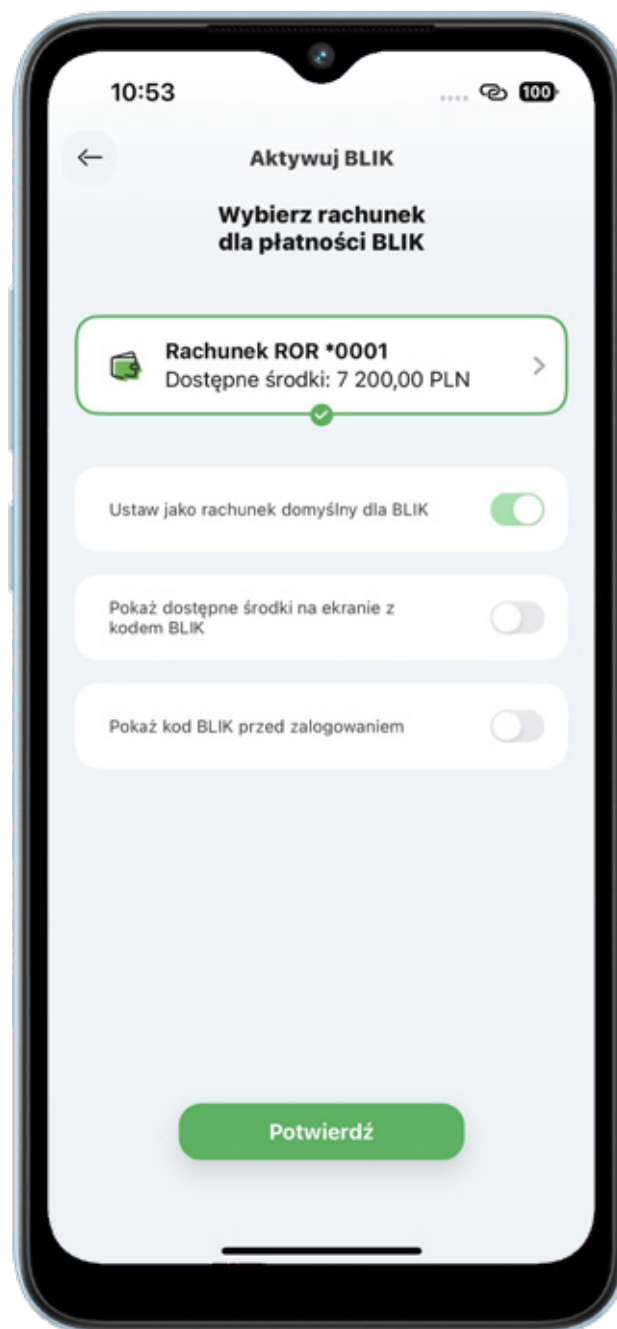 10:53
100
Aktywuj BLIK
Wybierz rachunek
dla płatności BLIK
Rachunek ROR *0001
Dostępne środki: 7 200,00 PLN
Ustaw jako rachunek domyślny dla BLIK
Pokaż dostępne środki na ekranie z
kodem BLIK
Pokaż kod BLIK przed zalogowaniem
Potwierdź